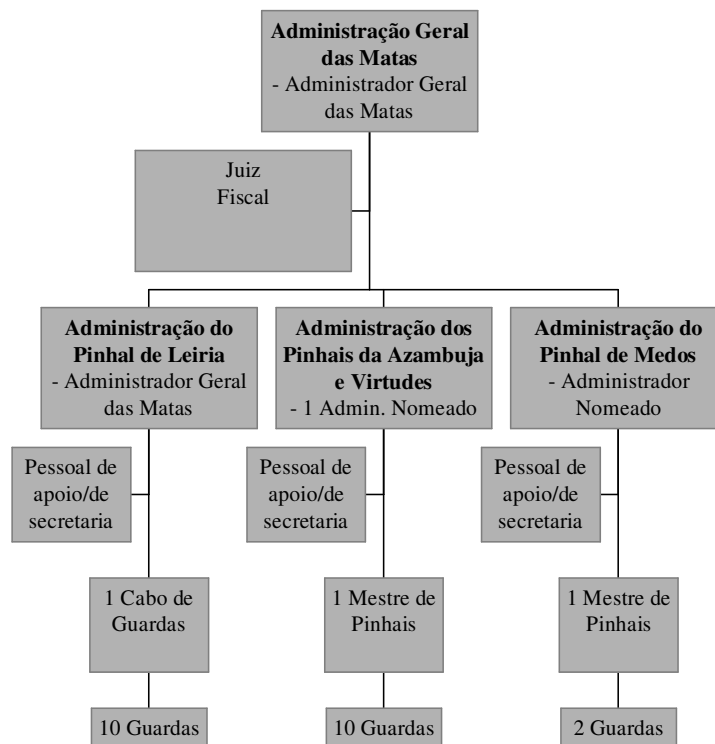 Administração Geral
das Matas
- Administrador Geral
das Matas
Juiz
Fiscal
Administração do
Pinhal de Leiria
- Administrador Geral
das Matas
Administração dos
Pinhais da Azambuja
e Virtudes
- 1 Admin. Nomeado
Administração do
Pinhal de Medos
- Administrador
Nomeado
Pessoal de
apoio/de
secretaria
Pessoal de
apoio/de
secretaria
Pessoal de
apoio/de
secretaria
1 Cabo de
Guardas
1 Mestre de
Pinhais
1 Mestre de
Pinhais
10 Guardas
10 Guardas
2 Guardas